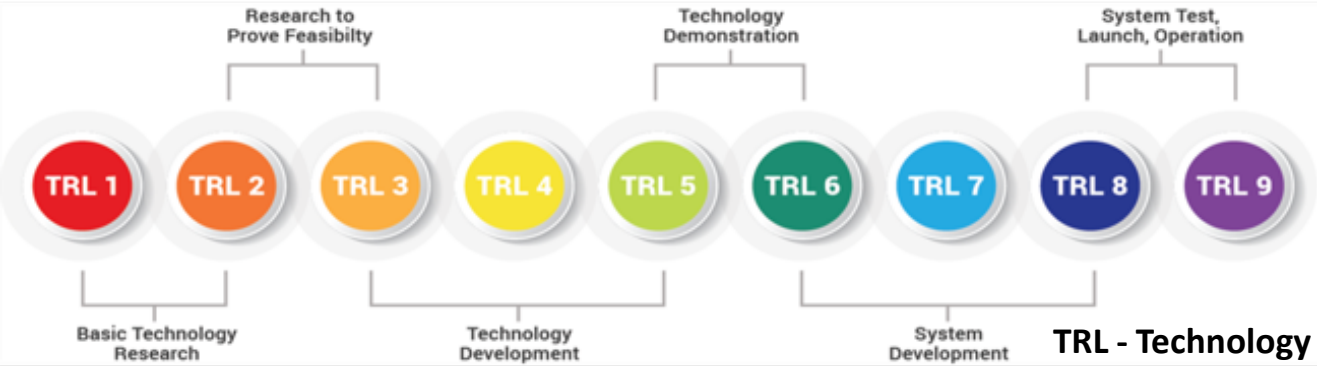 Research to
Prove Feasibilty
Technology
Demonstration
System Test,
Launch, Operation
TRL 1
TRL 2
TRL 3
TRL 4
TRL 5
TRL 6
TRL 7
TRL 8
TRL 9
Basic Technology
Research
Technology
Development
System
Development
TRL - Technology